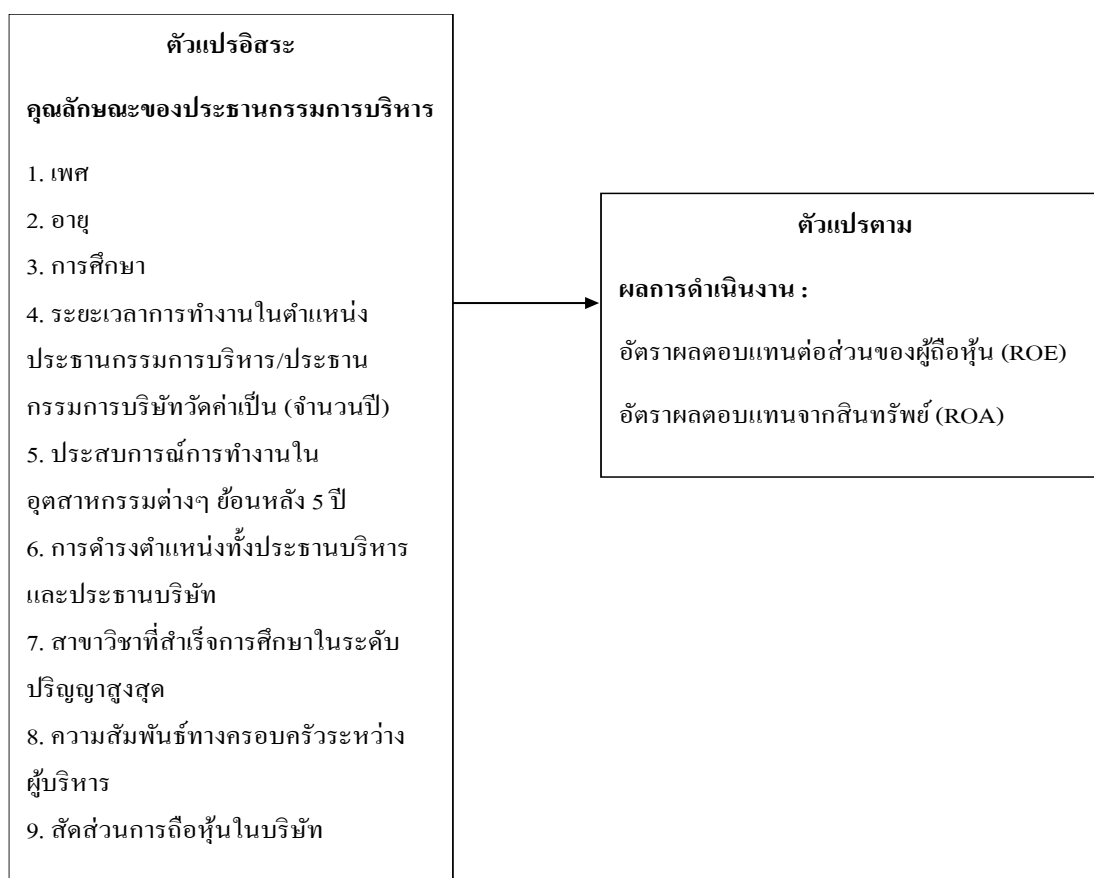 ตัวแปรอิสระ
คุณลักษณะของประธานกรรมการบริหาร
1. เพศ
2. อายุ
3. การศึกษา
4. ระยะเวลาการทำงานในตำแหน่ง
ประธานกรรมการบริหาร/ประธาน
กรรมการบริษัทวัดค่าเป็น (จำนวนปี)
5. ประสบการณ์การทำงานใน
อุตสาหกรรมต่างๆ ย้อนหลัง 5 ปี
6. การดำรงตำแหน่งทั้งประธานบริหาร
และประธานบริษัท
7. สาขาวิชาที่สำเร็จการศึกษาในระดับ
ปริญญาสูงสุด
8. ความสัมพันธ์ทางครอบครัวระหว่าง
ผู้บริหาร
9. สัดส่วนการถือหุ้นในบริษัท
ตัวแปรตาม
ผลการดำเนินงาน :
อัตราผลตอบแทนต่อส่วนของผู้ถือหุ้น (ROE)
อัตราผลตอบแทนจากสินทรัพย์ (ROA)